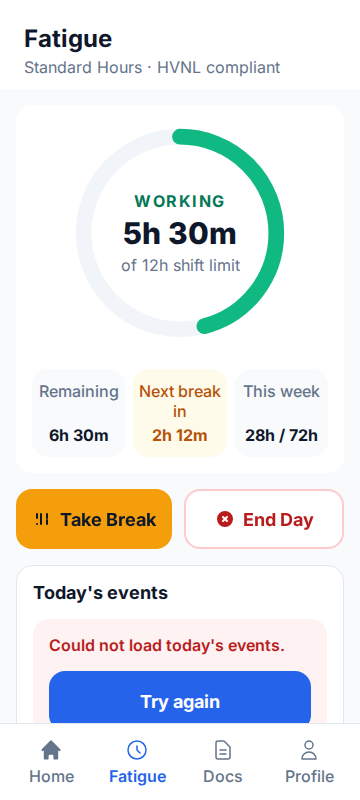 Fatigue
Standard Hours · HVNL compliant
WORKING
5h 30m
of 12h shift limit
Remaining
6h 30m
Next break
in
2h 12m
This week
28h / 72h
Take Break
End Day
Today's events
Could not load today's events.
Try again
Home
Fatigue
Docs
Profile